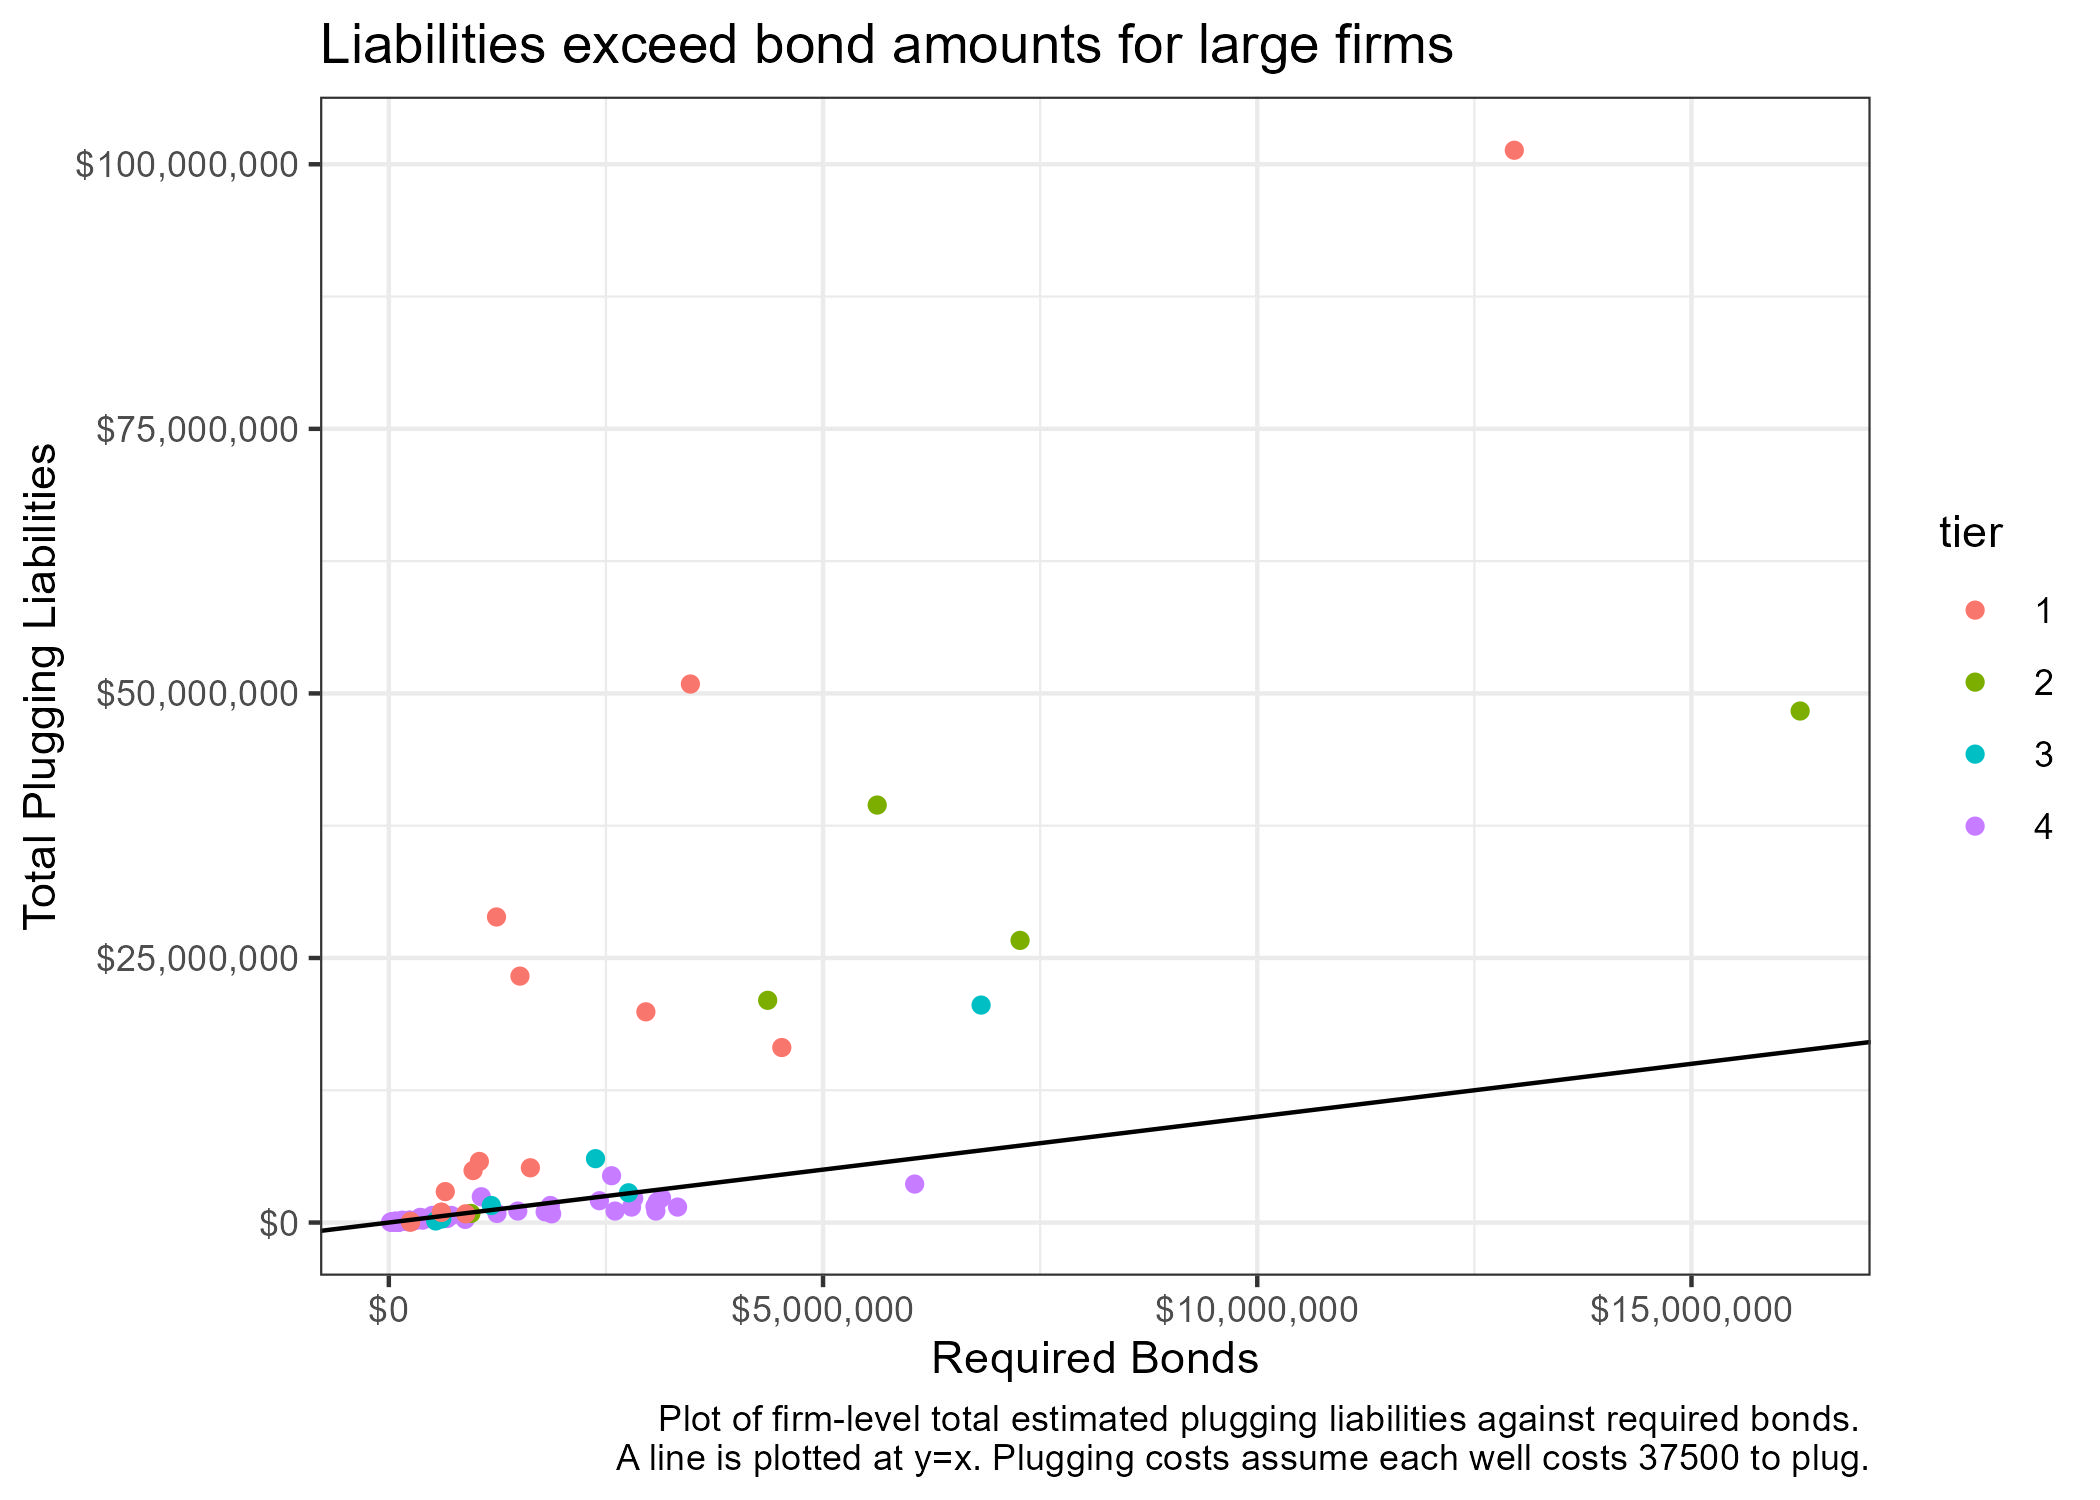 Liabilities exceed bond amounts for large firms
Total Plugging Liabilities
$100,000,000
$75,000,000
$50,000,000
$25,000,000
$0
$0
$5,000,000
$10,000,000
$15,000,000
Required Bonds
tier
1
2
3
4
Plot of firm-level total estimated plugging liabilities against required bonds.
A line is plotted at y=x. Plugging costs assume each well costs 37500 to plug.